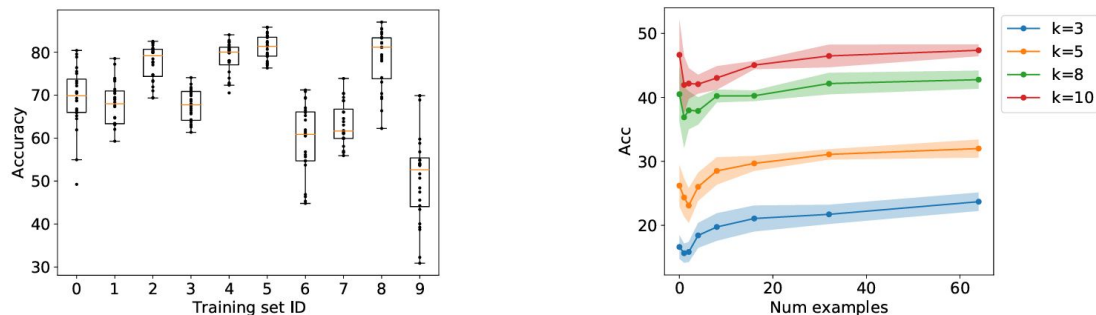 Accuracy
80
70
60
50
40
30
0 1 2 3 4 5 6 7 8 9
Training set ID
Acc
50
40
30
20
0 20 40 60
Num examples
k=3
k=5
k=8
k=10